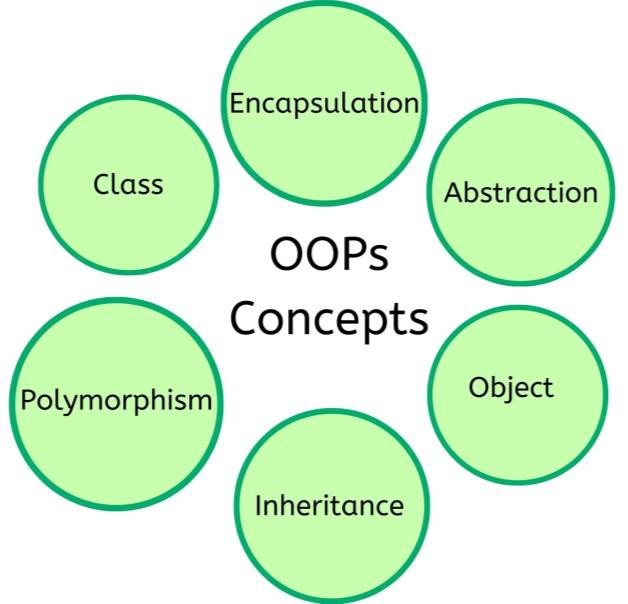 Encapsulation
Class
Abstraction
OOPs
Concepts
Polymorphism
Object
Inheritance